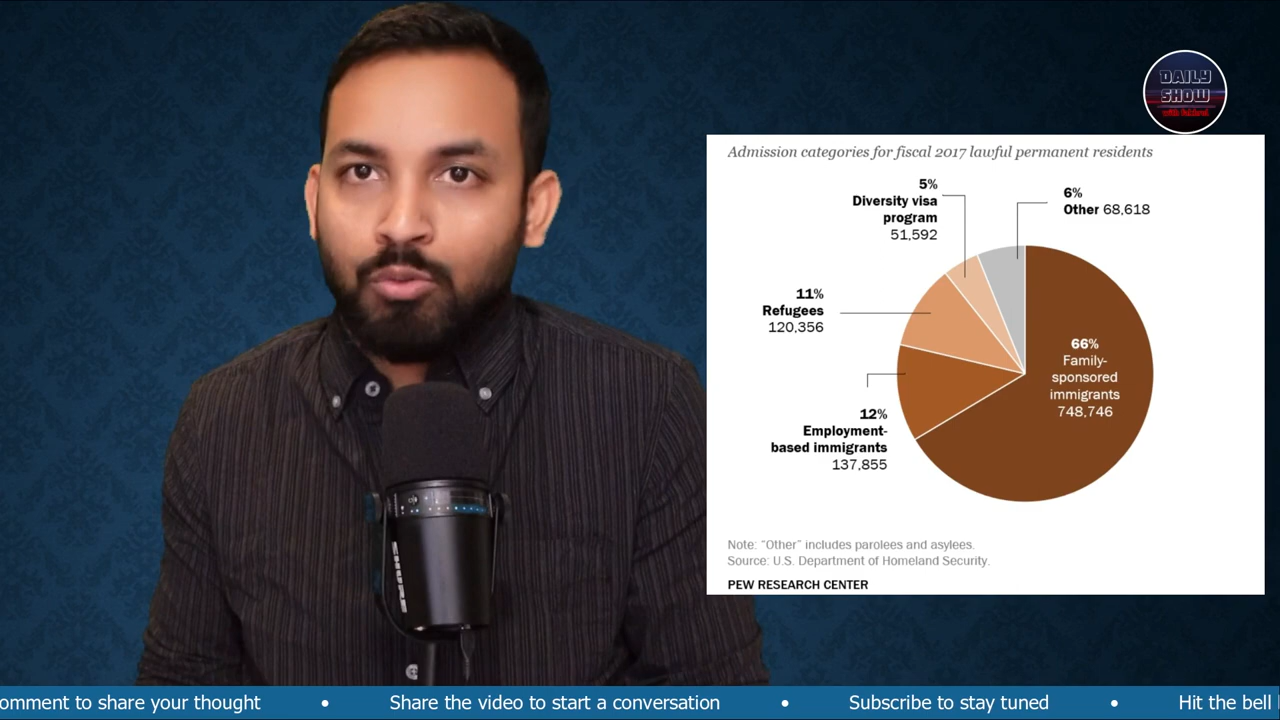 DAILY
SHOW
Admission categories for fiscal 2017 lawful permanent residents
5%
Diversity visa
program
51,592
6%
Other 68,618
11%
Refugees
120,356
66%
Family-
sponsored
immigrants
748,746
12%
Employment-
based immigrants
137,855
Note: “Other” includes parolees and asylees.
Source: U.S. Department of Homeland Security.
PEW RESEARCH CENTER
SHURE
omment to share your thought • Share the video to start a conversation • Subscribe to stay tuned • Hit the bell